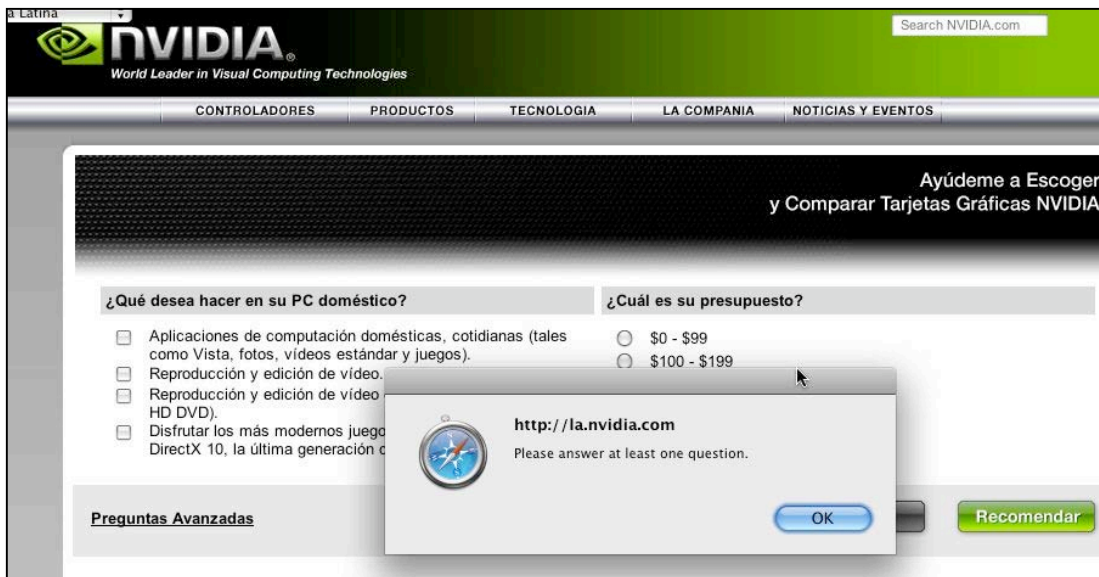 a Latina
Search NVIDIA.com
NVIDIA®
World Leader in Visual Computing Technologies
CONTROLADORES PRODUCTOS TECNOLOGIA LA COMPANIA NOTICIAS Y EVENTOS
Ayúdeme a Escoger
y Comparar Tarjetas Gráficas NVIDIA
¿Qué desea hacer en su PC doméstico?
Aplicaciones de computación domésticas, cotidianas (tales
como Vista, fotos, vídeos estándar y juegos).
Reproducción y edición de vídeo.
Reproducción y edición de vídeo
HD DVD).
Disfrutar los más modernos juego
DirectX 10, la última generación
¿Cuál es su presupuesto?
$0 - $99
$100 - $199
http://la.nvidia.com
Please answer at least one question.
OK
Preguntas Avanzadas
Recomendar